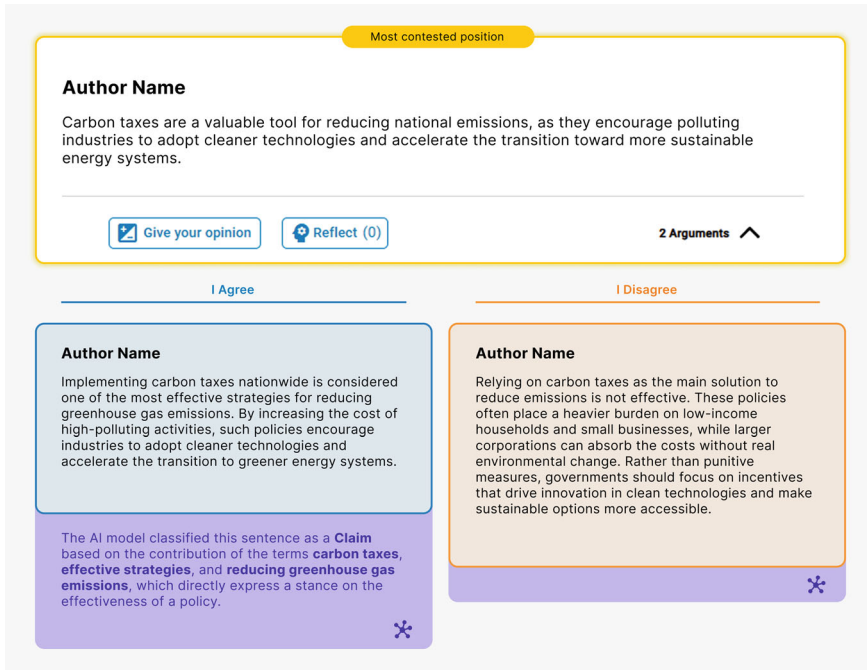 Most contested position
Author Name
Carbon taxes are a valuable tool for reducing national emissions, as they encourage polluting
industries to adopt cleaner technologies and accelerate the transition toward more sustainable
energy systems.
Give your opinion
Reflect (0)
2 Arguments
I Agree
I Disagree
Author Name
Implementing carbon taxes nationwide is considered
one of the most effective strategies for reducing
greenhouse gas emissions. By increasing the cost of
high-polluting activities, such policies encourage
industries to adopt cleaner technologies and
accelerate the transition to greener energy systems.
The AI model classified this sentence as a Claim
based on the contribution of the terms carbon taxes,
effective strategies, and reducing greenhouse gas
emissions, which directly express a stance on the
effectiveness of a policy.
Author Name
Relying on carbon taxes as the main solution to
reduce emissions is not effective. These policies
often place a heavier burden on low-income
households and small businesses, while larger
corporations can absorb the costs without real
environmental change. Rather than punitive
measures, governments should focus on incentives
that drive innovation in clean technologies and make
sustainable options more accessible.